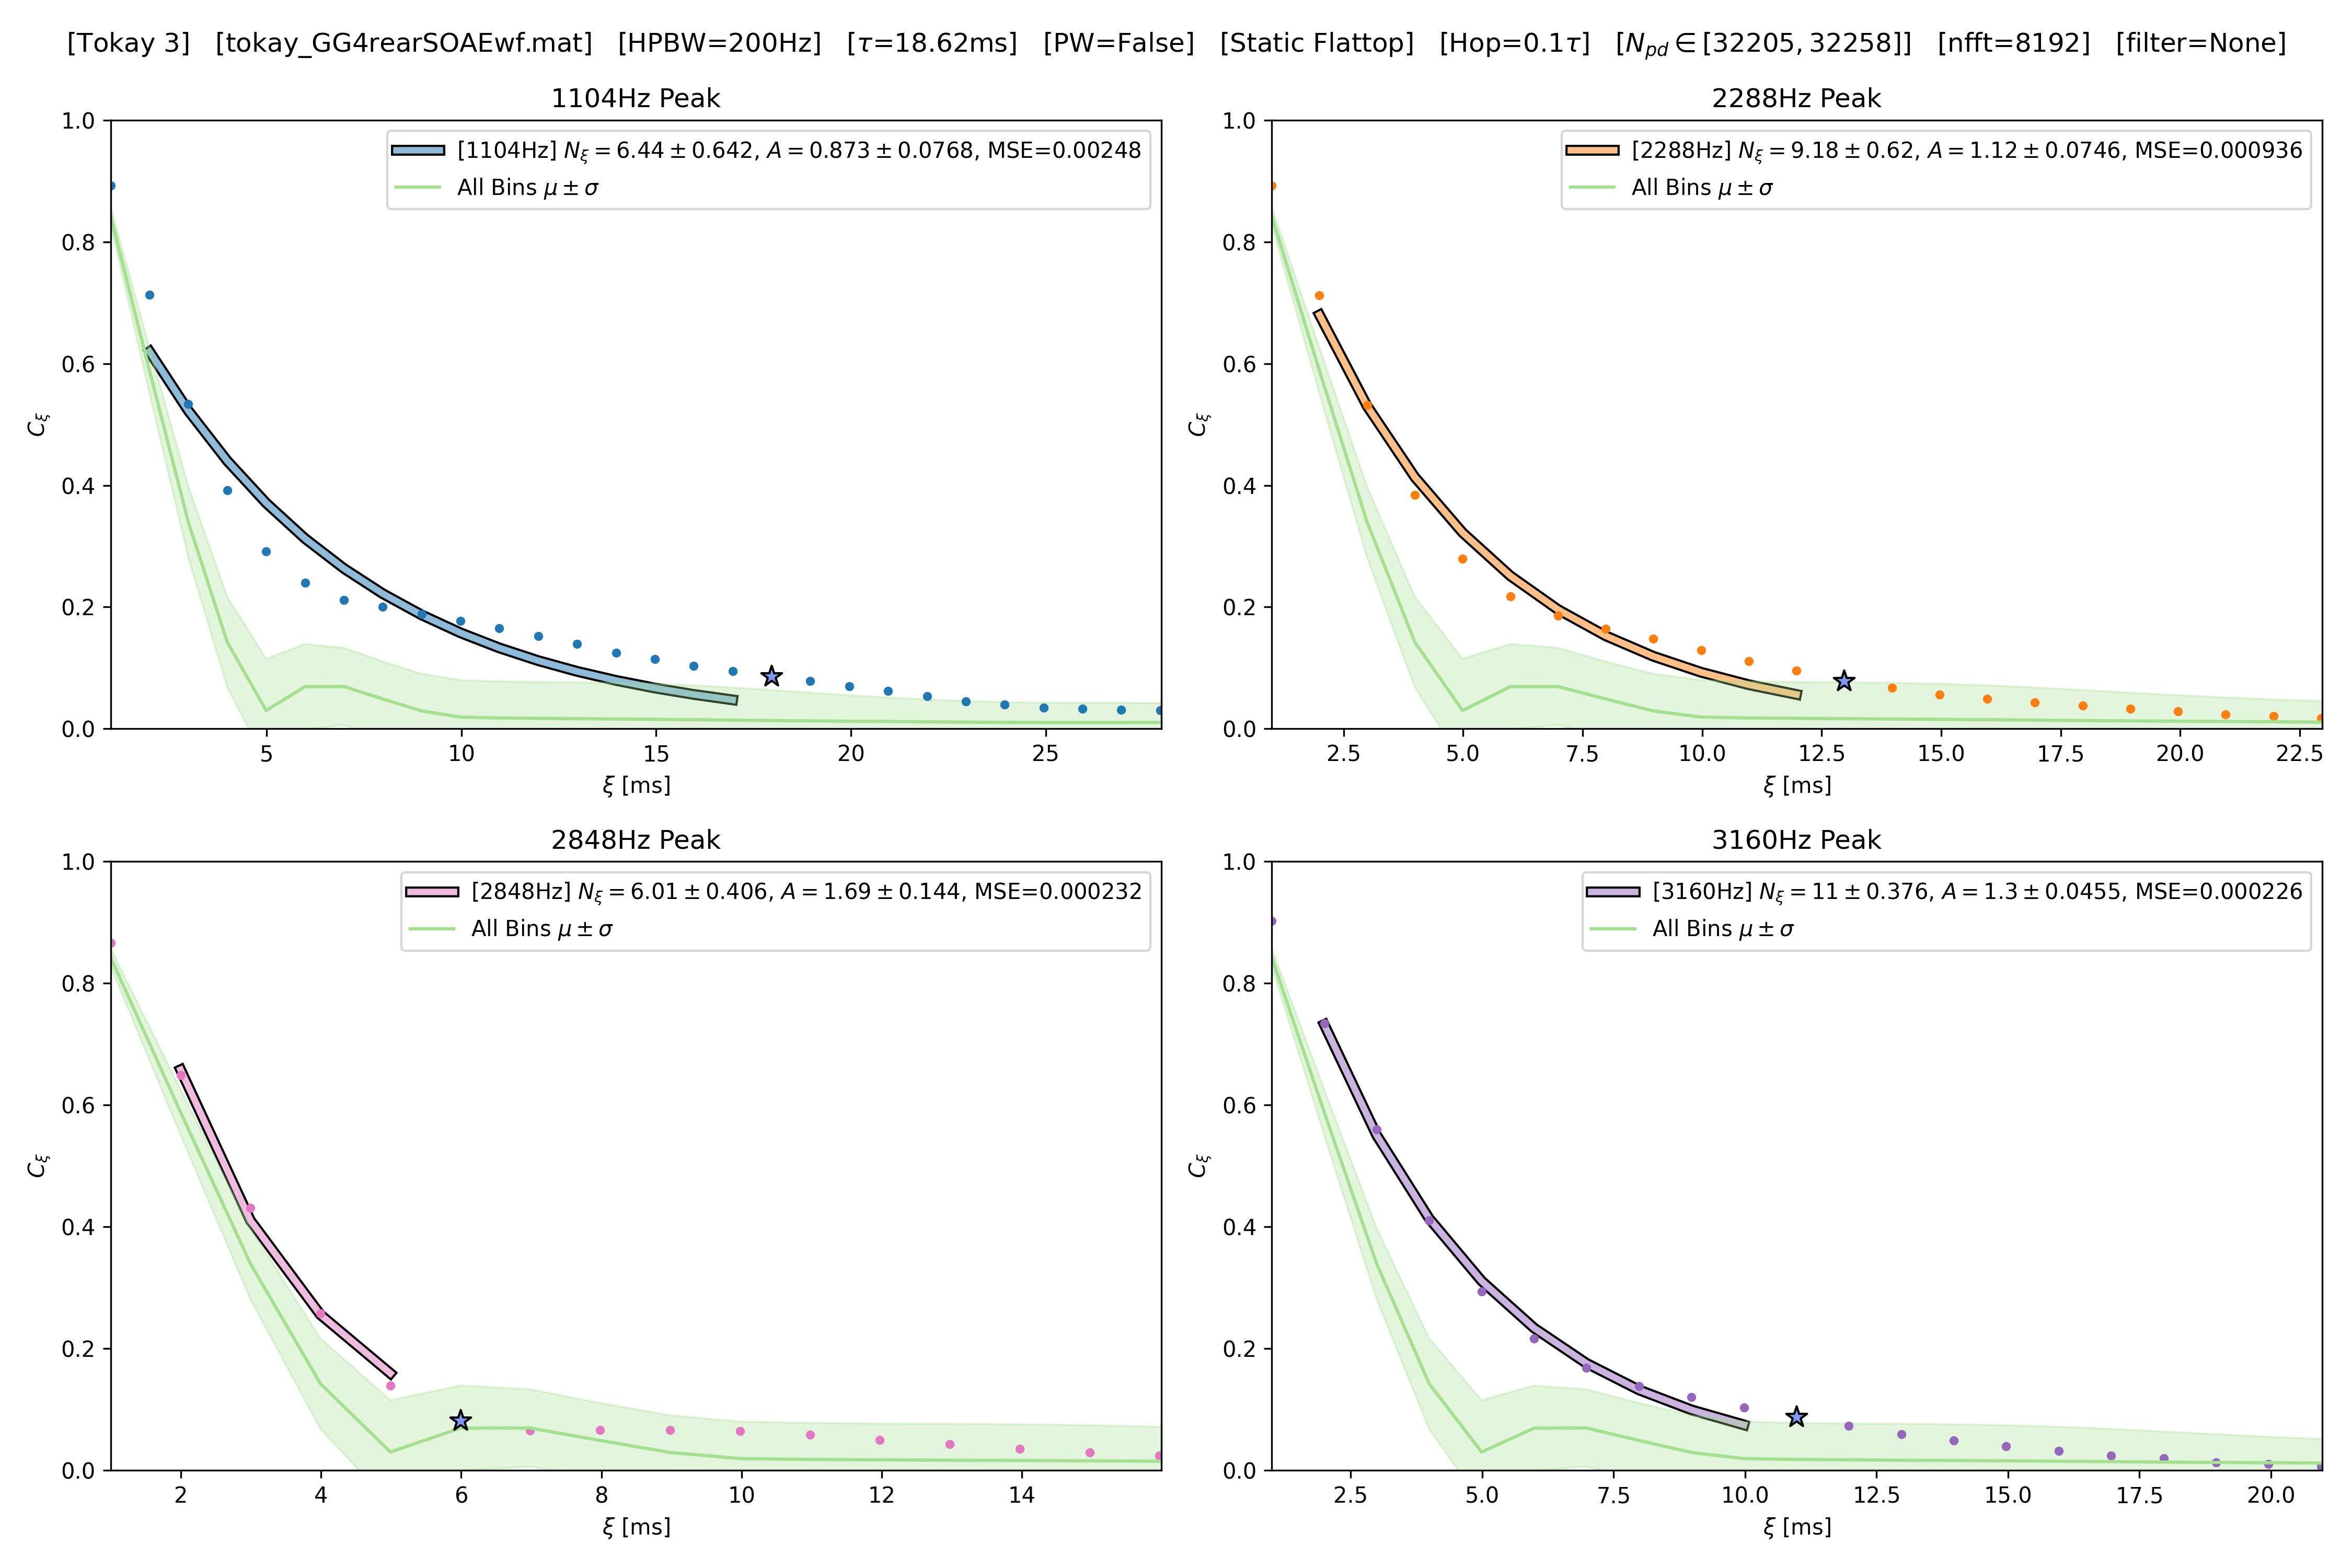 [Tokay 3] [tokay_GG4rearSOAEwf.mat] [HPBW=200Hz] [τ=18.62ms] [PW=False] [Static Flattop] [Hop=0.1τ] [N_pd ∈ [32205, 32258]] [nfft=8192] [filter=None]
1104Hz Peak
[1104Hz] N_ξ = 6.44 ± 0.642, A = 0.873 ± 0.0768, MSE=0.00248
All Bins μ ± σ
1.0
0.8
0.6
0.4
0.2
0.0
C_ξ
5 10 15 20 25
ξ [ms]
2288Hz Peak
[2288Hz] N_ξ = 9.18 ± 0.62, A = 1.12 ± 0.0746, MSE=0.000936
All Bins μ ± σ
1.0
0.8
0.6
0.4
0.2
0.0
C_ξ
2.5 5.0 7.5 10.0 12.5 15.0 17.5 20.0 22.5
ξ [ms]
2848Hz Peak
[2848Hz] N_ξ = 6.01 ± 0.406, A = 1.69 ± 0.144, MSE=0.000232
All Bins μ ± σ
1.0
0.8
0.6
0.4
0.2
0.0
C_ξ
2 4 6 8 10 12 14
ξ [ms]
3160Hz Peak
[3160Hz] N_ξ = 11 ± 0.376, A = 1.3 ± 0.0455, MSE=0.000226
All Bins μ ± σ
1.0
0.8
0.6
0.4
0.2
0.0
C_ξ
2.5 5.0 7.5 10.0 12.5 15.0 17.5 20.0
ξ [ms]